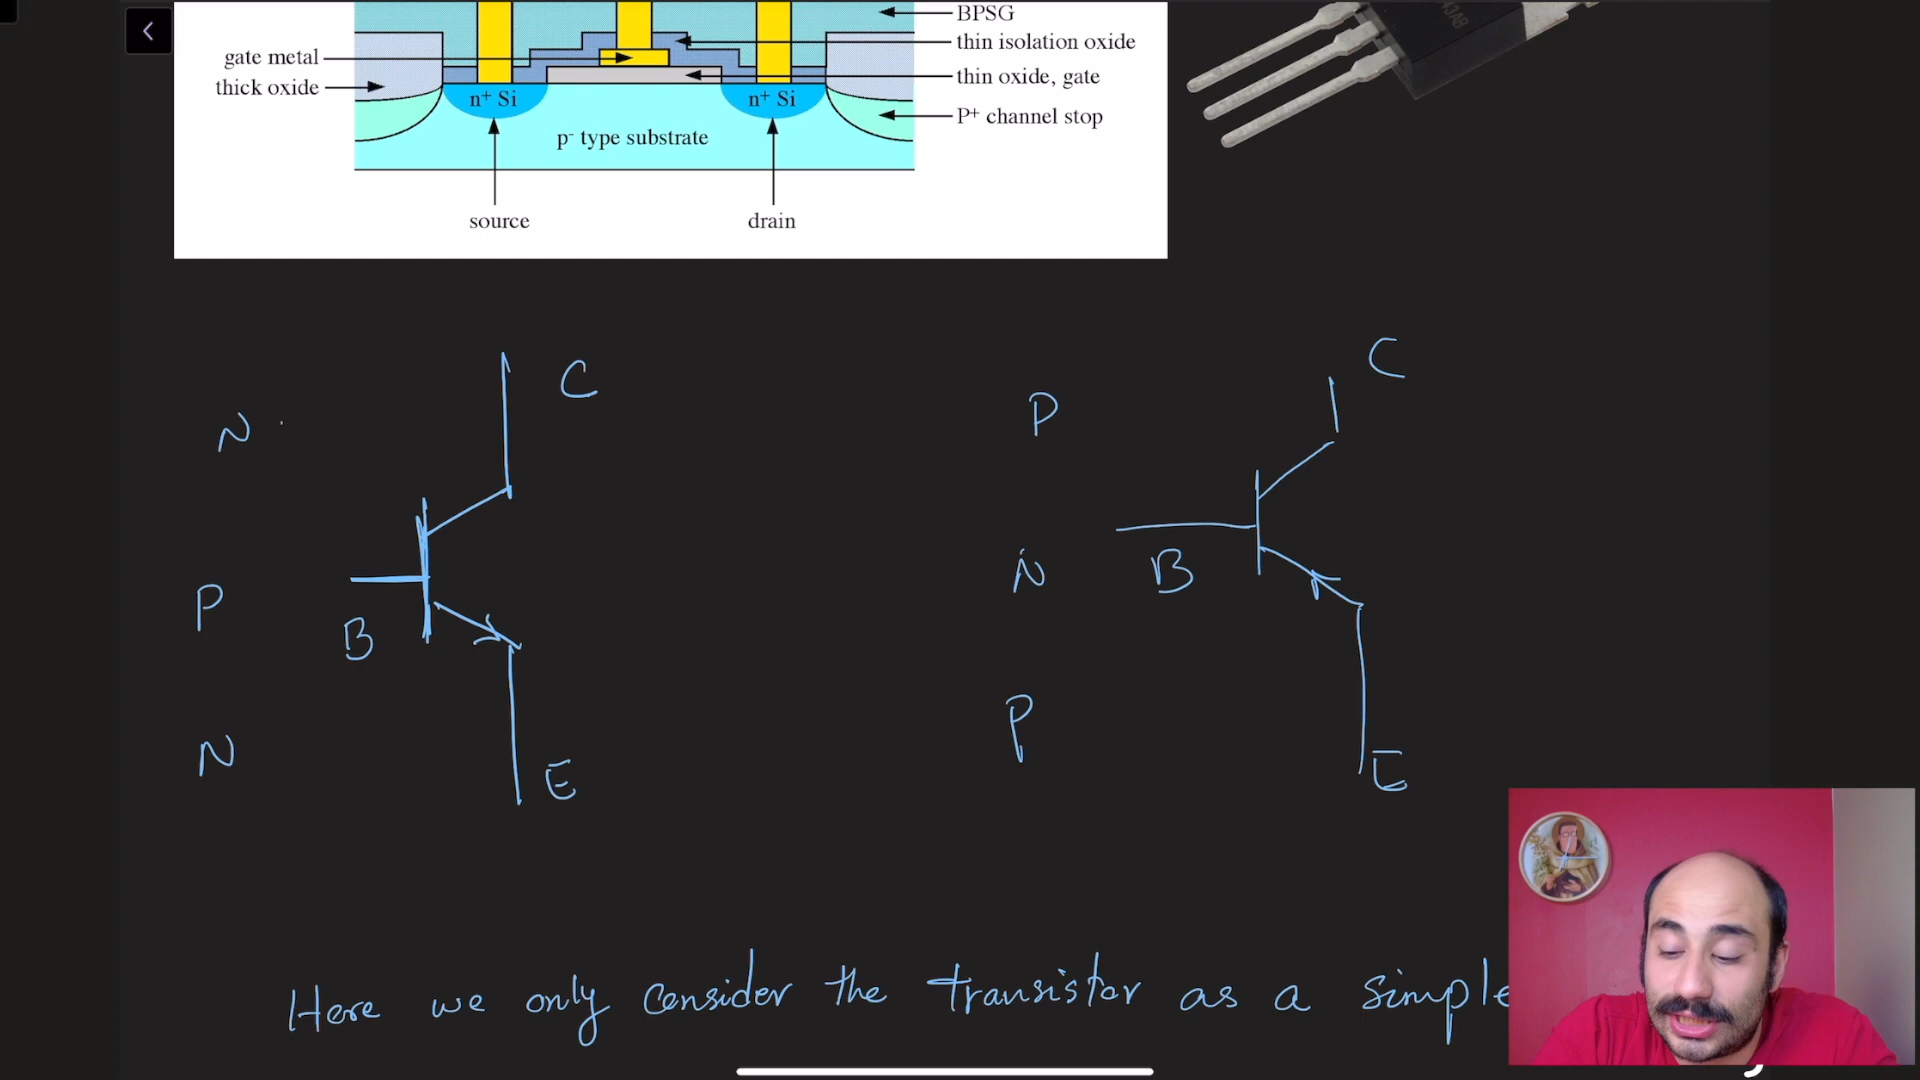 BPSG
thin isolation oxide
gate metal
thin oxide, gate
thick oxide
n+ Si
n+ Si
P+ channel stop
p- type substrate
source
drain
C
C
N
P
P
N
B
B
N
P
E
E
Here we only consider the transistor as a simple